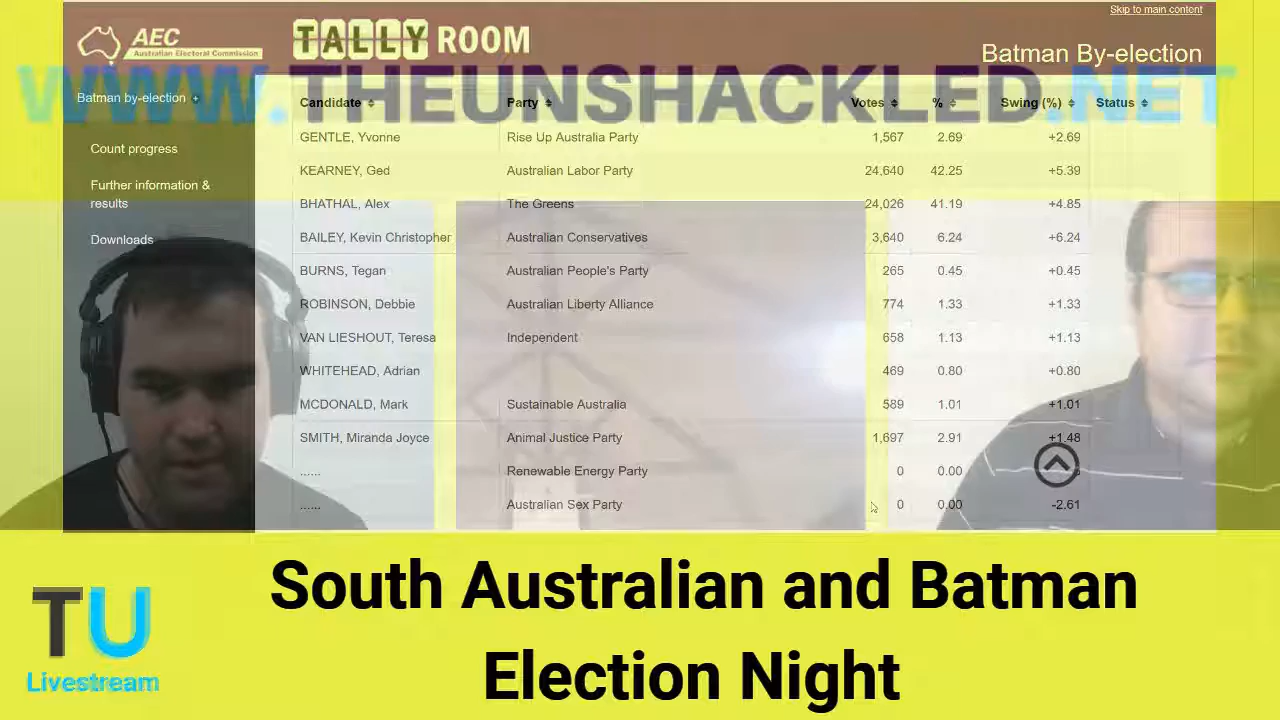 Skip to main content
AEC
Australian Electoral Commission
TALLY ROOM
Batman By-election
WWW.THEUNSHACKLED.NET
Batman by-election +
Count progress
Further information &
results
Downloads
Candidate Party Votes % Swing (%) Status
GENTLE, Yvonne Rise Up Australia Party 1,567 2.69 +2.69
KEARNEY, Ged Australian Labor Party 24,640 42.25 +5.39
BHATHAL, Alex The Greens 24,026 41.19 +4.85
BAILEY, Kevin Christopher Australian Conservatives 3,640 6.24 +6.24
BURNS, Tegan Australian People's Party 265 0.45 +0.45
ROBINSON, Debbie Australian Liberty Alliance 774 1.33 +1.33
VAN LIESHOUT, Teresa Independent 658 1.13 +1.13
WHITEHEAD, Adrian 469 0.80 +0.80
MCDONALD, Mark Sustainable Australia 589 1.01 +1.01
SMITH, Miranda Joyce Animal Justice Party 1,697 2.91 +1.48
...... Renewable Energy Party 0 0.00
...... Australian Sex Party 0 0.00 -2.61
South Australian and Batman
Election Night
TU
Livestream